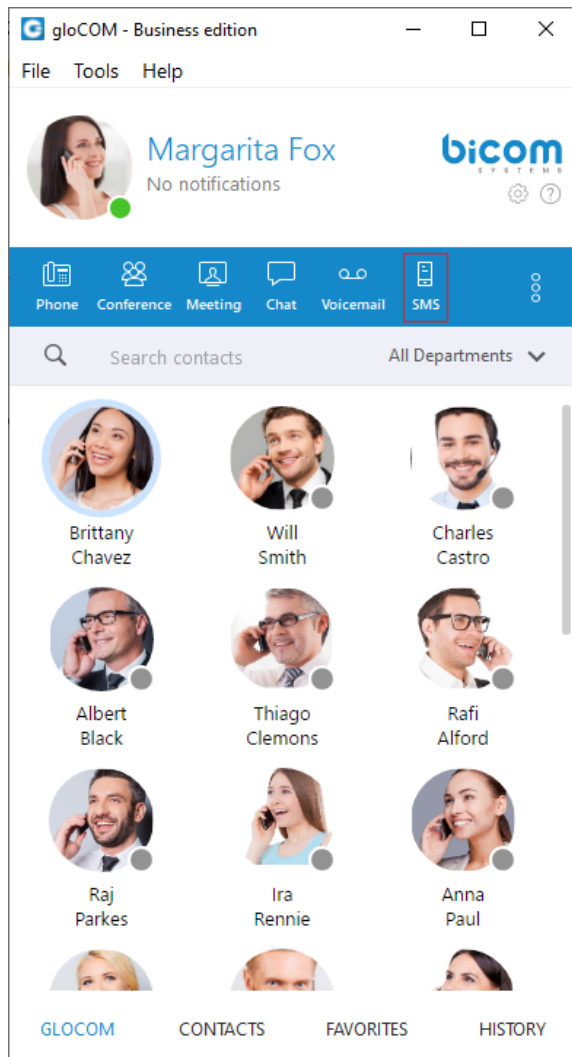 gloCOM - Business edition
File Tools Help
Margarita Fox
No notifications
bicom
SYSTEMS
?
Phone Conference Meeting Chat Voicemail SMS
Search contacts All Departments
Brittany Will Charles
Chavez Smith Castro
Albert Thiago Rafi
Black Clemons Alford
Raj Ira Anna
Parkes Rennie Paul
GLOCOM CONTACTS FAVORITES HISTORY